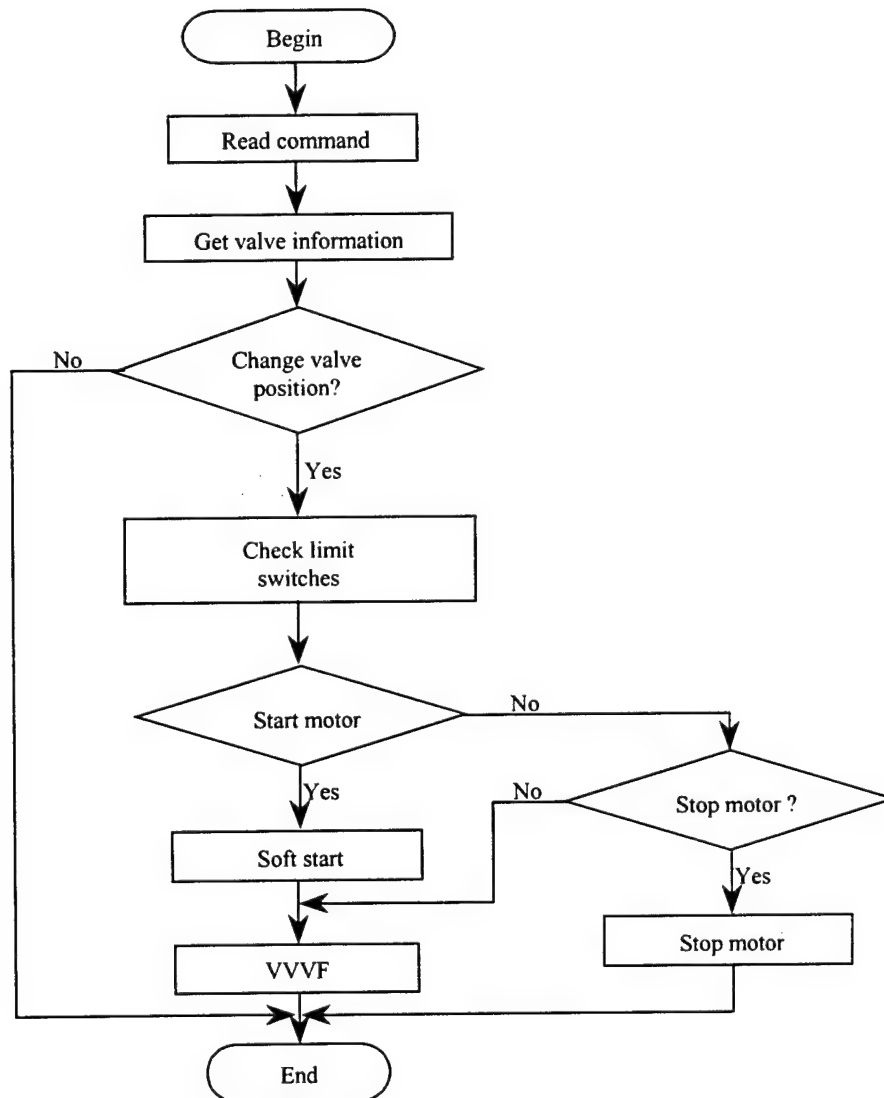 Begin
Read command
Get valve information
No
Change valve
position?
Yes
Check limit
switches
Start motor
No
Yes
No
Stop motor ?
Soft start
Yes
Stop motor
VVVF
End